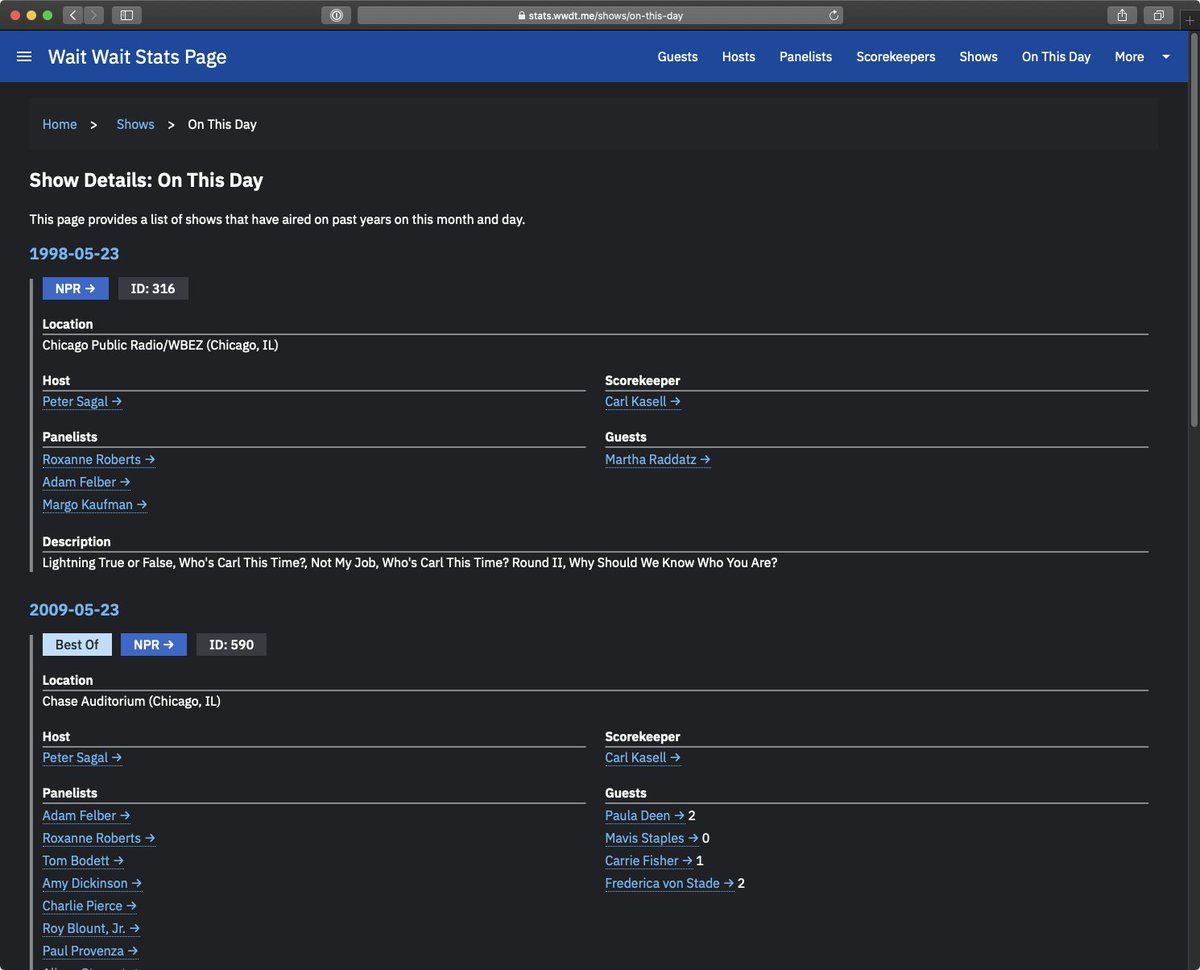 stats.wwdt.me/shows/on-this-day
Wait Wait Stats Page
Guests Hosts Panelists Scorekeepers Shows On This Day More
Home > Shows > On This Day
Show Details: On This Day
This page provides a list of shows that have aired on past years on this month and day.
1998-05-23
NPR → ID: 316
Location
Chicago Public Radio/WBEZ (Chicago, IL)
Host Scorekeeper
Peter Sagal → Carl Kasell →
Panelists Guests
Roxanne Roberts → Martha Raddatz →
Adam Felber →
Margo Kaufman →
Description
Lightning True or False, Who's Carl This Time?, Not My Job, Who's Carl This Time? Round II, Why Should We Know Who You Are?
2009-05-23
Best Of NPR → ID: 590
Location
Chase Auditorium (Chicago, IL)
Host Scorekeeper
Peter Sagal → Carl Kasell →
Panelists Guests
Adam Felber → Paula Deen → 2
Roxanne Roberts → Mavis Staples → 0
Tom Bodett → Carrie Fisher → 1
Amy Dickinson → Frederica von Stade → 2
Charlie Pierce →
Roy Blount, Jr. →
Paul Provenza →